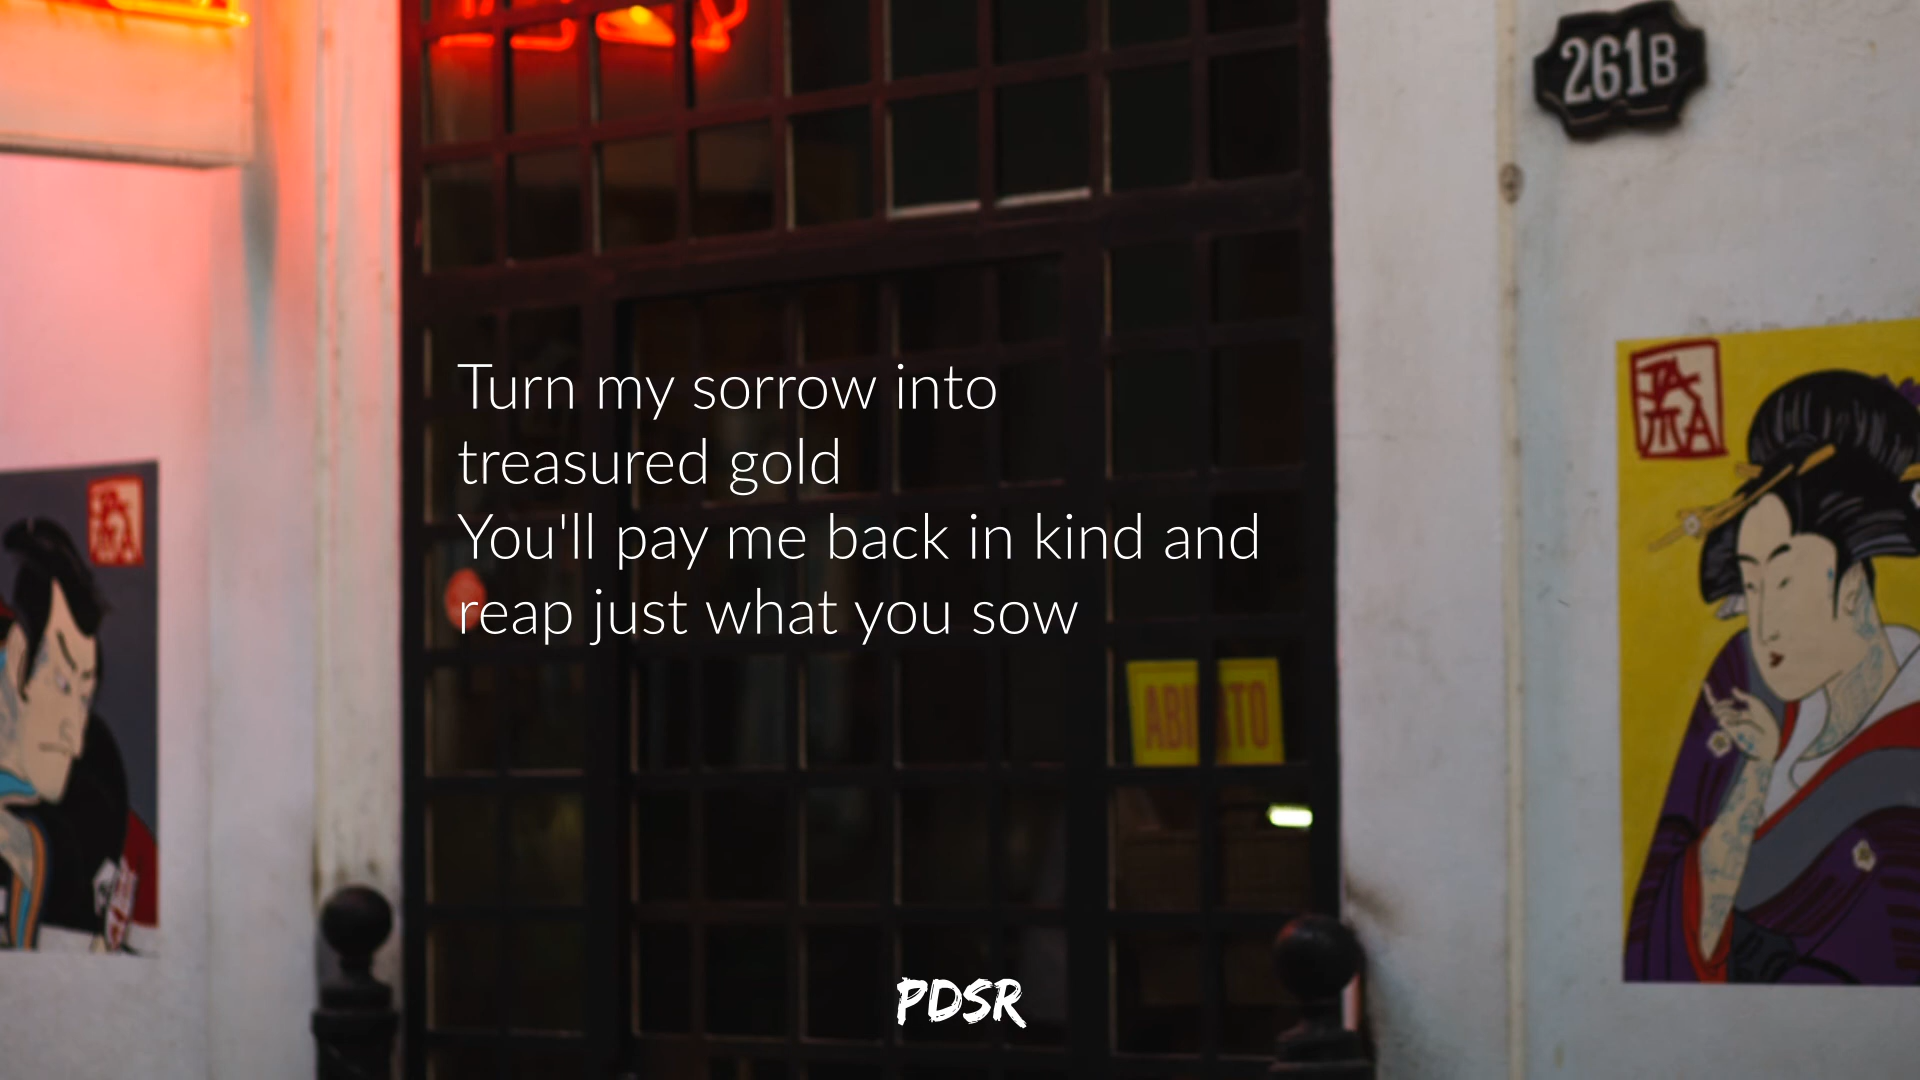 261B
Turn my sorrow into
treasured gold
You'll pay me back in kind and
reap just what you sow
PDSR